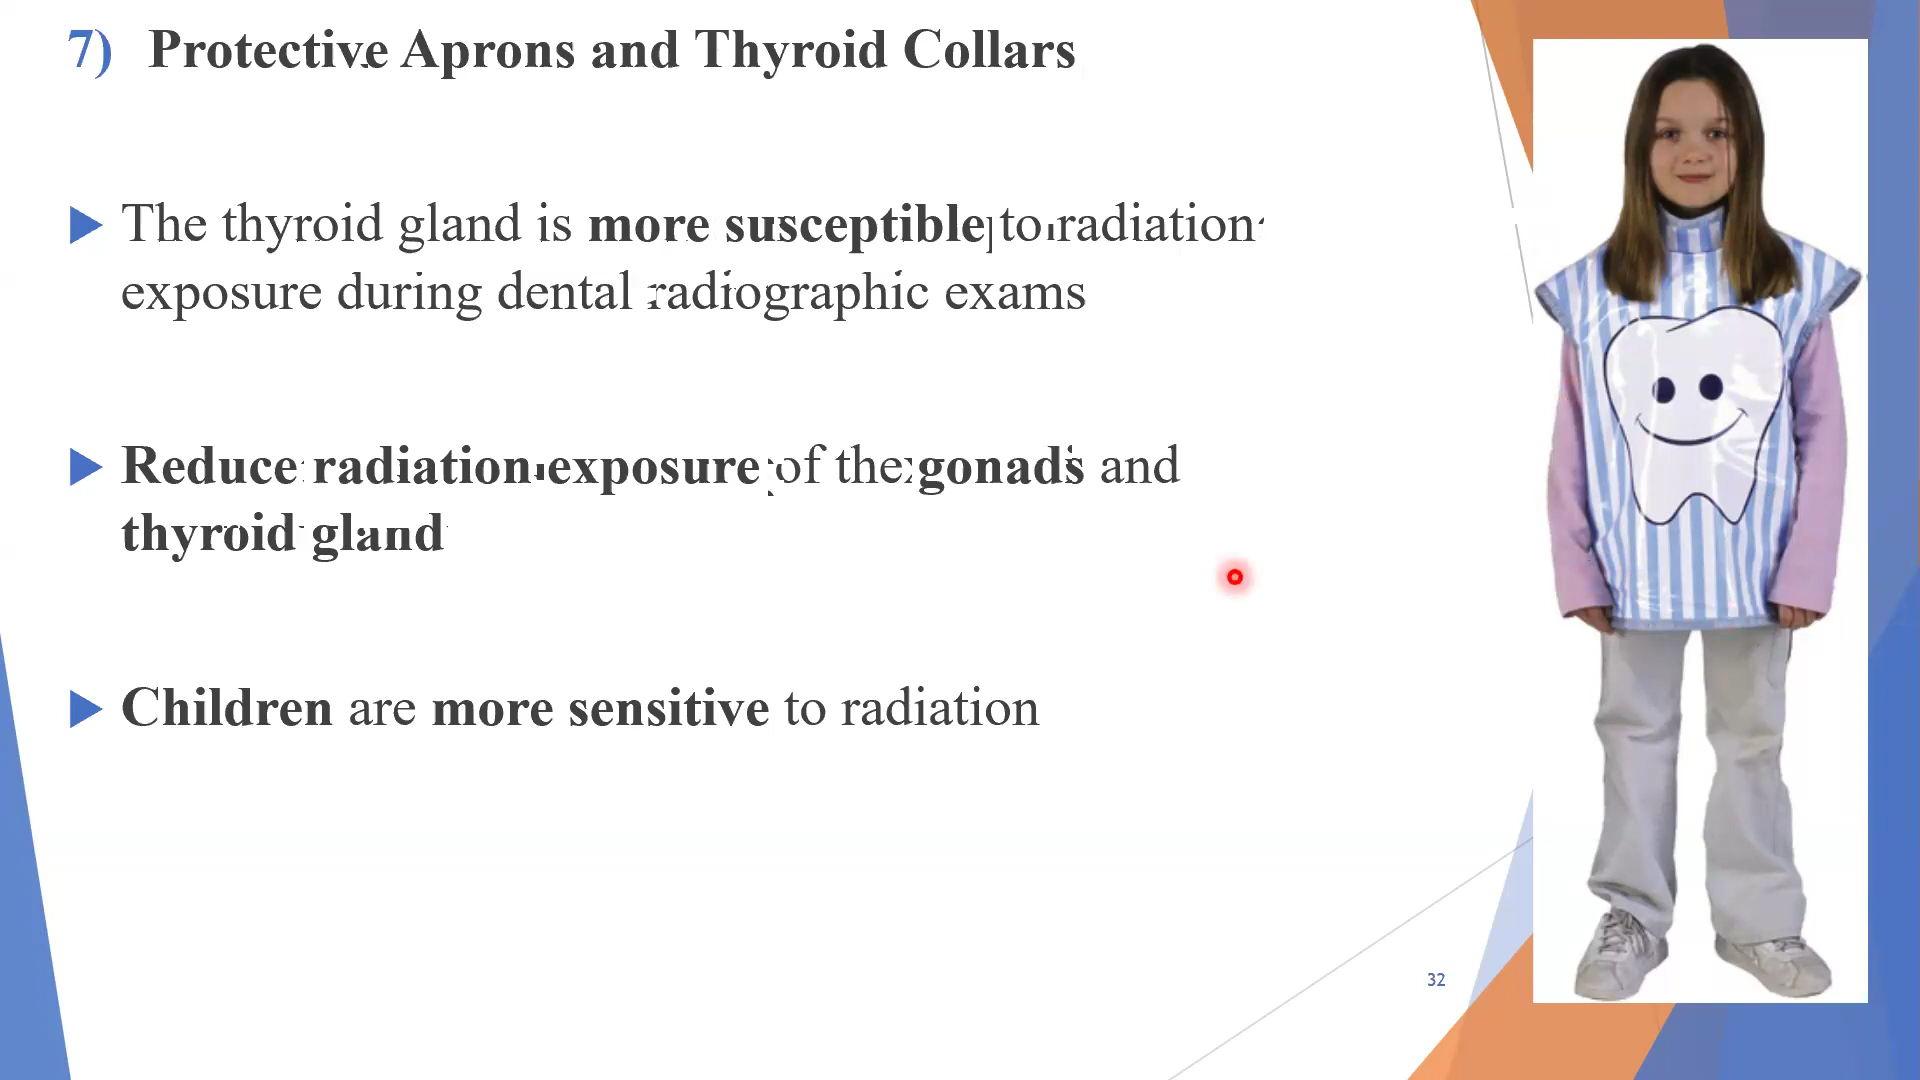 7) Protective Aprons and Thyroid Collars
The thyroid gland is more susceptible to radiation
exposure during dental radiographic exams
Reduce radiation exposure of the gonads and
thyroid gland
Children are more sensitive to radiation
32